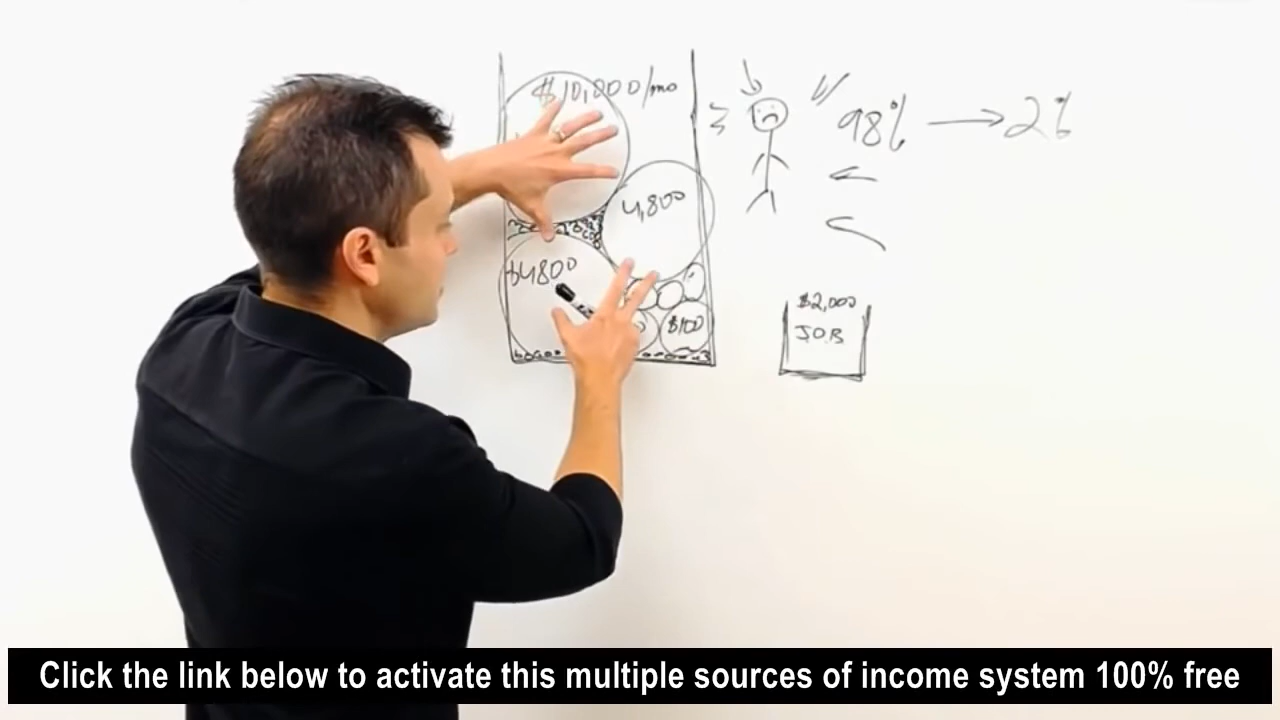 $10,000/mo
98% → 2%
4,800
$4800
$100
$2,000
JOB
Click the link below to activate this multiple sources of income system 100% free